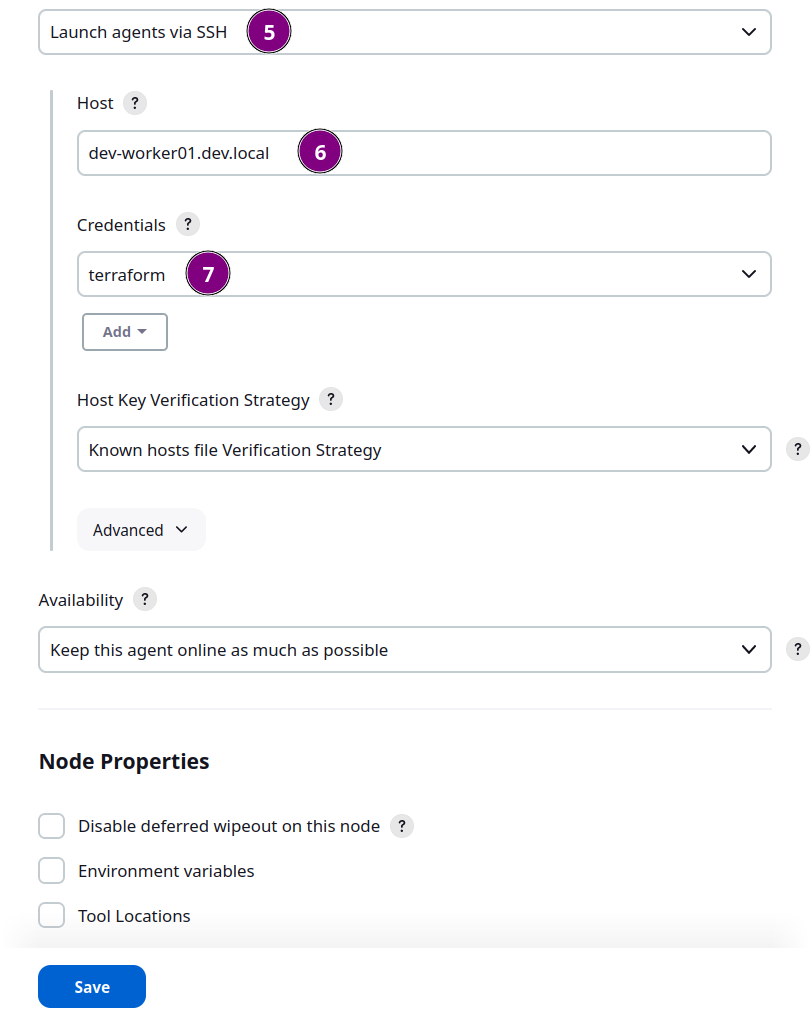 Launch agents via SSH 5
Host ?
dev-worker01.dev.local 6
Credentials ?
terraform 7
Add
Host Key Verification Strategy ?
Known hosts file Verification Strategy ?
Advanced
Availability ?
Keep this agent online as much as possible ?
Node Properties
Disable deferred wipeout on this node ?
Environment variables
Tool Locations
Save